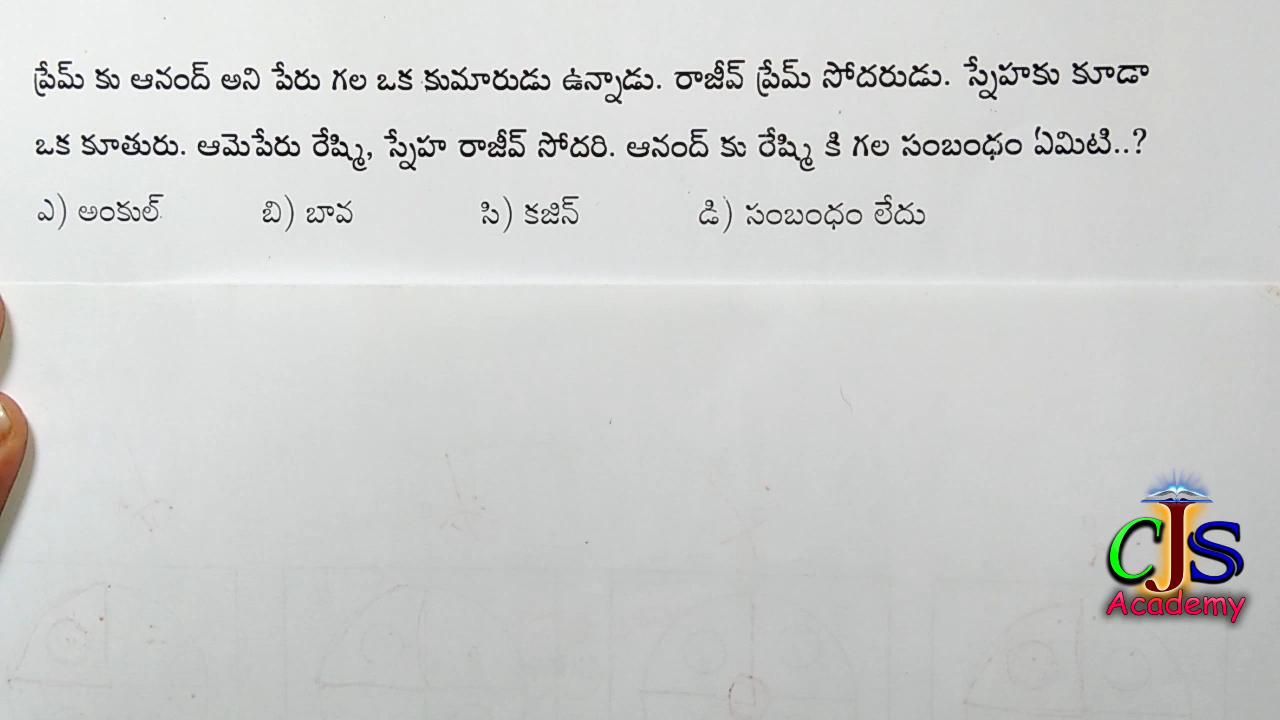 ప్రేమ్ కు ఆనంద్ అని పేరు గల ఒక కుమారుడు ఉన్నాడు. రాజీవ్ ప్రేమ్ సోదరుడు. స్నేహకు కూడా
ఒక కూతురు. ఆమెపేరు రేష్మి, స్నేహ రాజీవ్ సోదరి. ఆనంద్ కు రేష్మి కి గల సంబంధం ఏమిటి..?
ఎ) అంకుల్ బి) బావ సి) కజిన్ డి) సంబంధం లేదు
CJS
Academy